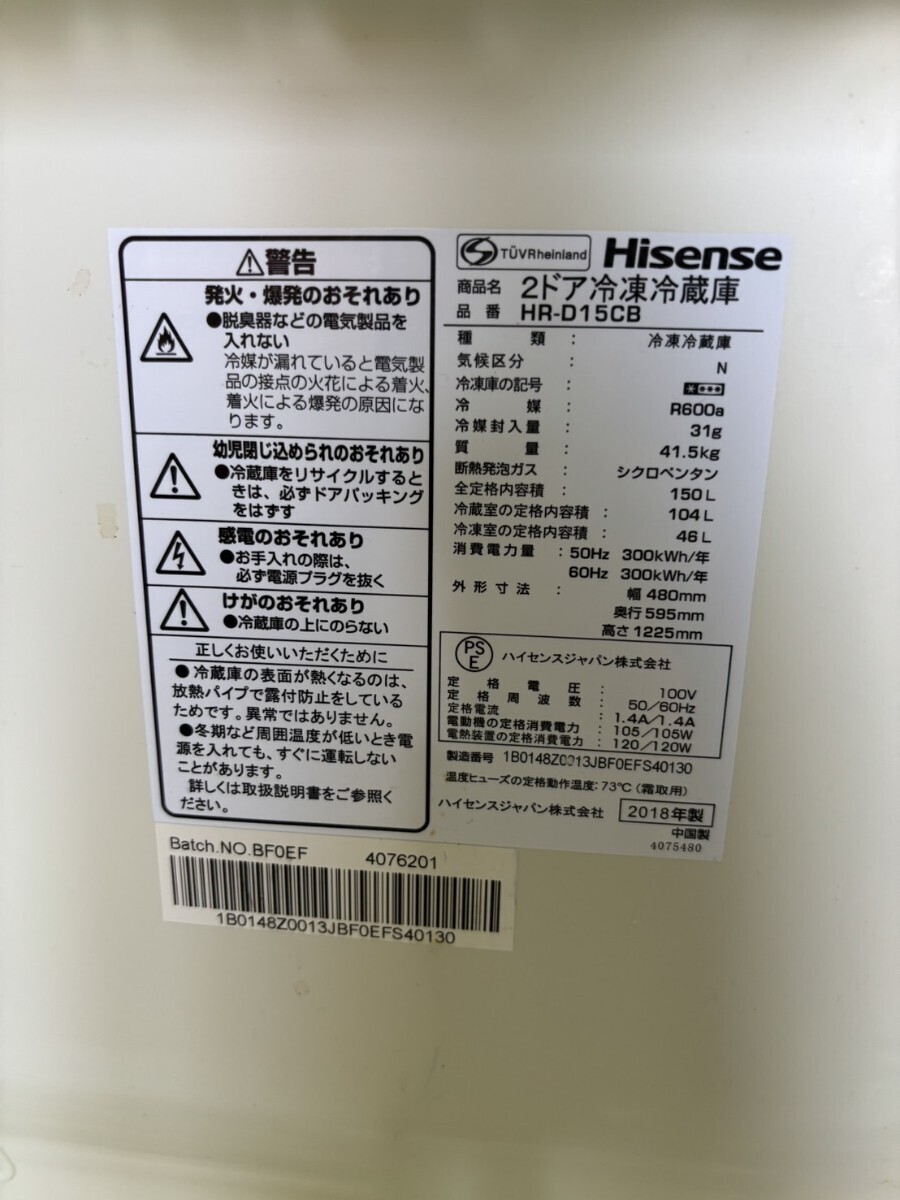 ⚠警告
発火・爆発のおそれあり
●脱臭器などの電気製品を
入れない
冷媒が漏れていると電気製
品の接点の火花による着火、
着火による爆発の原因にな
ります。
幼児閉じ込められのおそれあり
●冷蔵庫をリサイクルすると
きは、必ずドアパッキング
をはずす
感電のおそれあり
●お手入れの際は、
必ず電源プラグを抜く
けがのおそれあり
●冷蔵庫の上にのらない
正しくお使いいただくために
●冷蔵庫の表面が熱くなるのは、
放熱パイプで露付防止をしている
ためです。異常ではありません。
●冬期など周囲温度が低いとき電
源を入れても、すぐに運転しない
ことがあります。
詳しくは取扱説明書をご参照く
ださい。
TÜVRheinland Hisense
商品名 2ドア冷凍冷蔵庫
品番 HR-D15CB
種類 : 冷凍冷蔵庫
気候区分 : N
冷凍庫の記号 : ****
冷媒 : R600a
冷媒封入量 : 31g
質量 : 41.5kg
断熱発泡ガス : シクロペンタン
全定格内容積 : 150L
冷蔵室の定格内容積 : 104L
冷凍室の定格内容積 : 46L
消費電力量 : 50Hz 300kWh/年
60Hz 300kWh/年
外形寸法 : 幅 480mm
奥行 595mm
高さ 1225mm
PSE ハイセンスジャパン株式会社
定格電圧 : 100V
定格周波数 : 50/60Hz
定格電流 : 1.4A/1.4A
電動機の定格消費電力 : 105/105W
電熱装置の定格消費電力 : 120/120W
製造番号 1B0148Z0013JBF0EFS40130
温度ヒューズの定格動作温度:73℃(霜取用)
ハイセンスジャパン株式会社 2018年製
中国製
4075480
Batch.NO.BF0EF 4076201
1B0148Z0013JBF0EFS40130